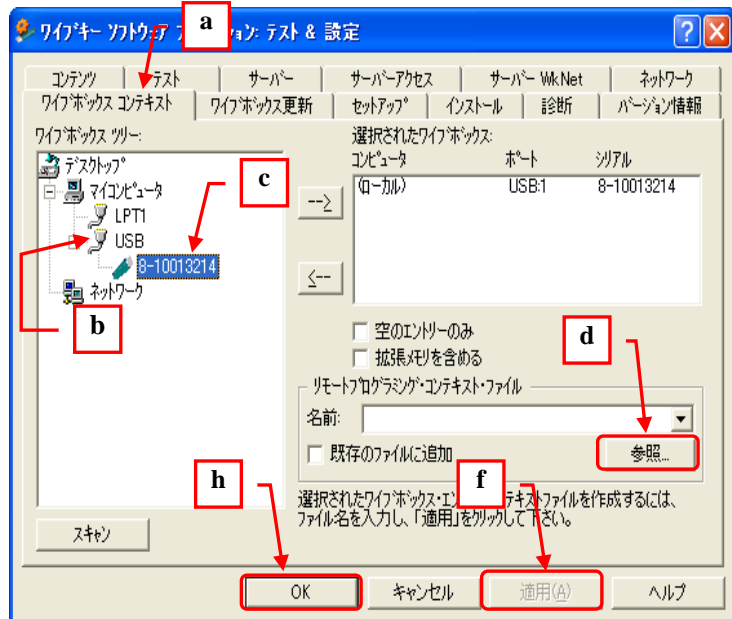 ワイブキー ソフトウェア ション: テスト & 設定
a
コンテンツ テスト サーバー サーバーアクセス サーバー WkNet ネットワーク
ワイブボックス コンテキスト ワイブボックス更新 セットアップ インストール 診断 バージョン情報
ワイブボックス ツリー:
デスクトップ
マイコンピュータ
LPT1
USB
8-10013214
ネットワーク
c
b
スキャン
-->
<--
選択されたワイブボックス:
コンピュータ ポート シリアル
(ローカル) USB:1 8-10013214
空のエントリーのみ
拡張メモリを含める
d
リモートプログラミング・コンテキスト・ファイル
名前:
既存のファイルに追加 参照...
h
f
選択されたワイブボックス・エン テキストファイルを作成するには、
ファイル名を入力し、「適用」をクリックして下さい。
OK キャンセル 適用(A) ヘルプ